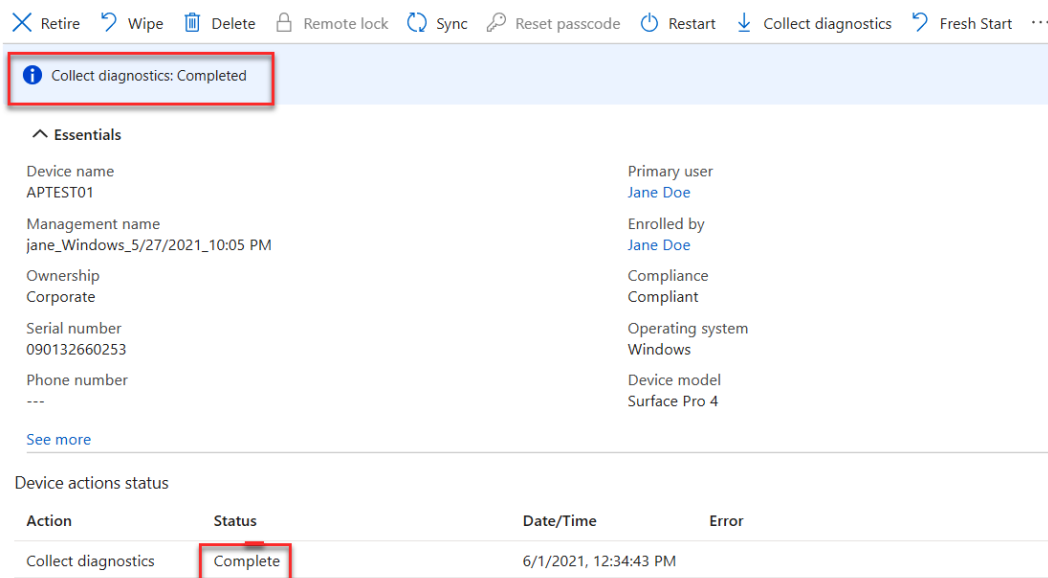 Retire Wipe Delete Remote lock Sync Reset passcode Restart Collect diagnostics Fresh Start ...
Collect diagnostics: Completed
Essentials
Device name Primary user
APTEST01 Jane Doe
Management name Enrolled by
jane_Windows_5/27/2021_10:05 PM Jane Doe
Ownership Compliance
Corporate Compliant
Serial number Operating system
090132660253 Windows
Phone number Device model
--- Surface Pro 4
See more
Device actions status
Action Status Date/Time Error
Collect diagnostics Complete 6/1/2021, 12:34:43 PM